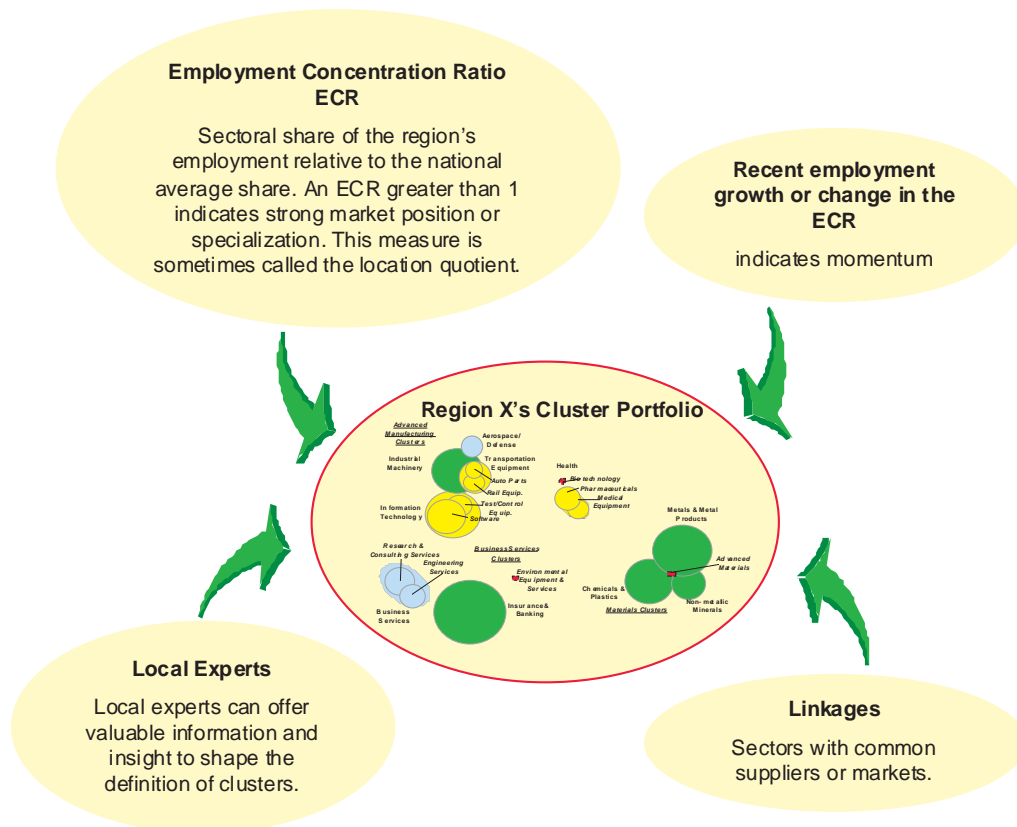 Employment Concentration Ratio
ECR
Sectoral share of the region's
employment relative to the national
average share. An ECR greater than 1
indicates strong market position or
specialization. This measure is
sometimes called the location quotient.
Recent employment
growth or change in the
ECR
indicates momentum
Region X's Cluster Portfolio
Advanced
Manufacturing
Clusters
Aerospace/
Defense
Industrial
Machinery
Transportation
Equipment
Auto Parts
Rail Equip.
Test/Control
Equip.
Information
Technology
Software
Health
Biotechnology
Pharmaceuticals
Medical
Equipment
Metals & Metal
Products
Advanced
Materials
Chemicals &
Plastics
Non-metallic
Minerals
Materials Clusters
Research &
Consulting Services
Engineering
Services
Business
Services
Business Services
Clusters
Environmental
Equipment &
Services
Insurance &
Banking
Local Experts
Local experts can offer
valuable information and
insight to shape the
definition of clusters.
Linkages
Sectors with common
suppliers or markets.